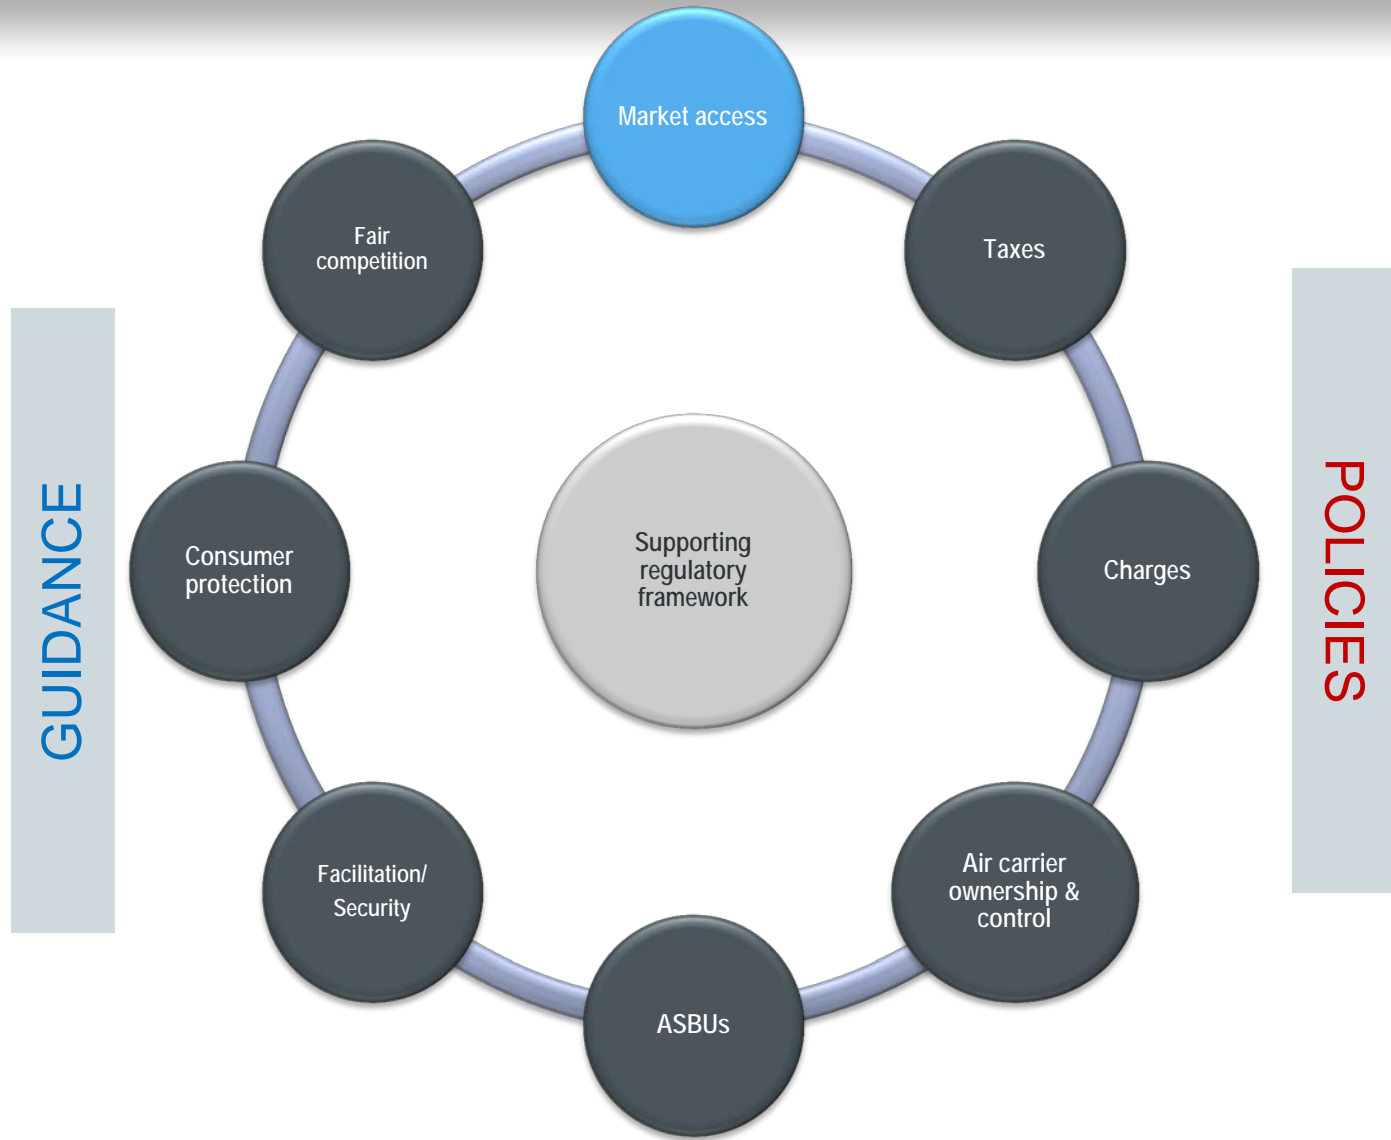 Market access
Fair
competition
Taxes
GUIDANCE
Consumer
protection
Supporting
regulatory
framework
Charges
POLICIES
Facilitation/
Security
Air carrier
ownership &
control
ASBUs